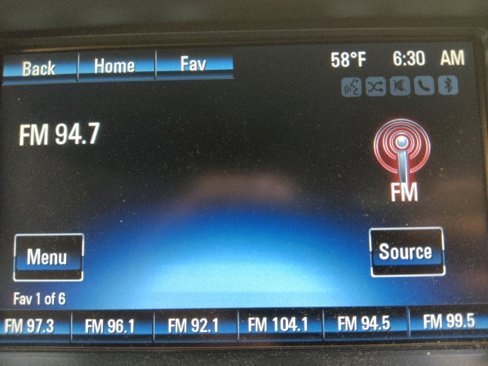 Back Home Fav 58°F 6:30 AM
FM 94.7
FM
Menu Source
Fav 1 of 6
FM 97.3 FM 96.1 FM 92.1 FM 104.1 FM 94.5 FM 99.5